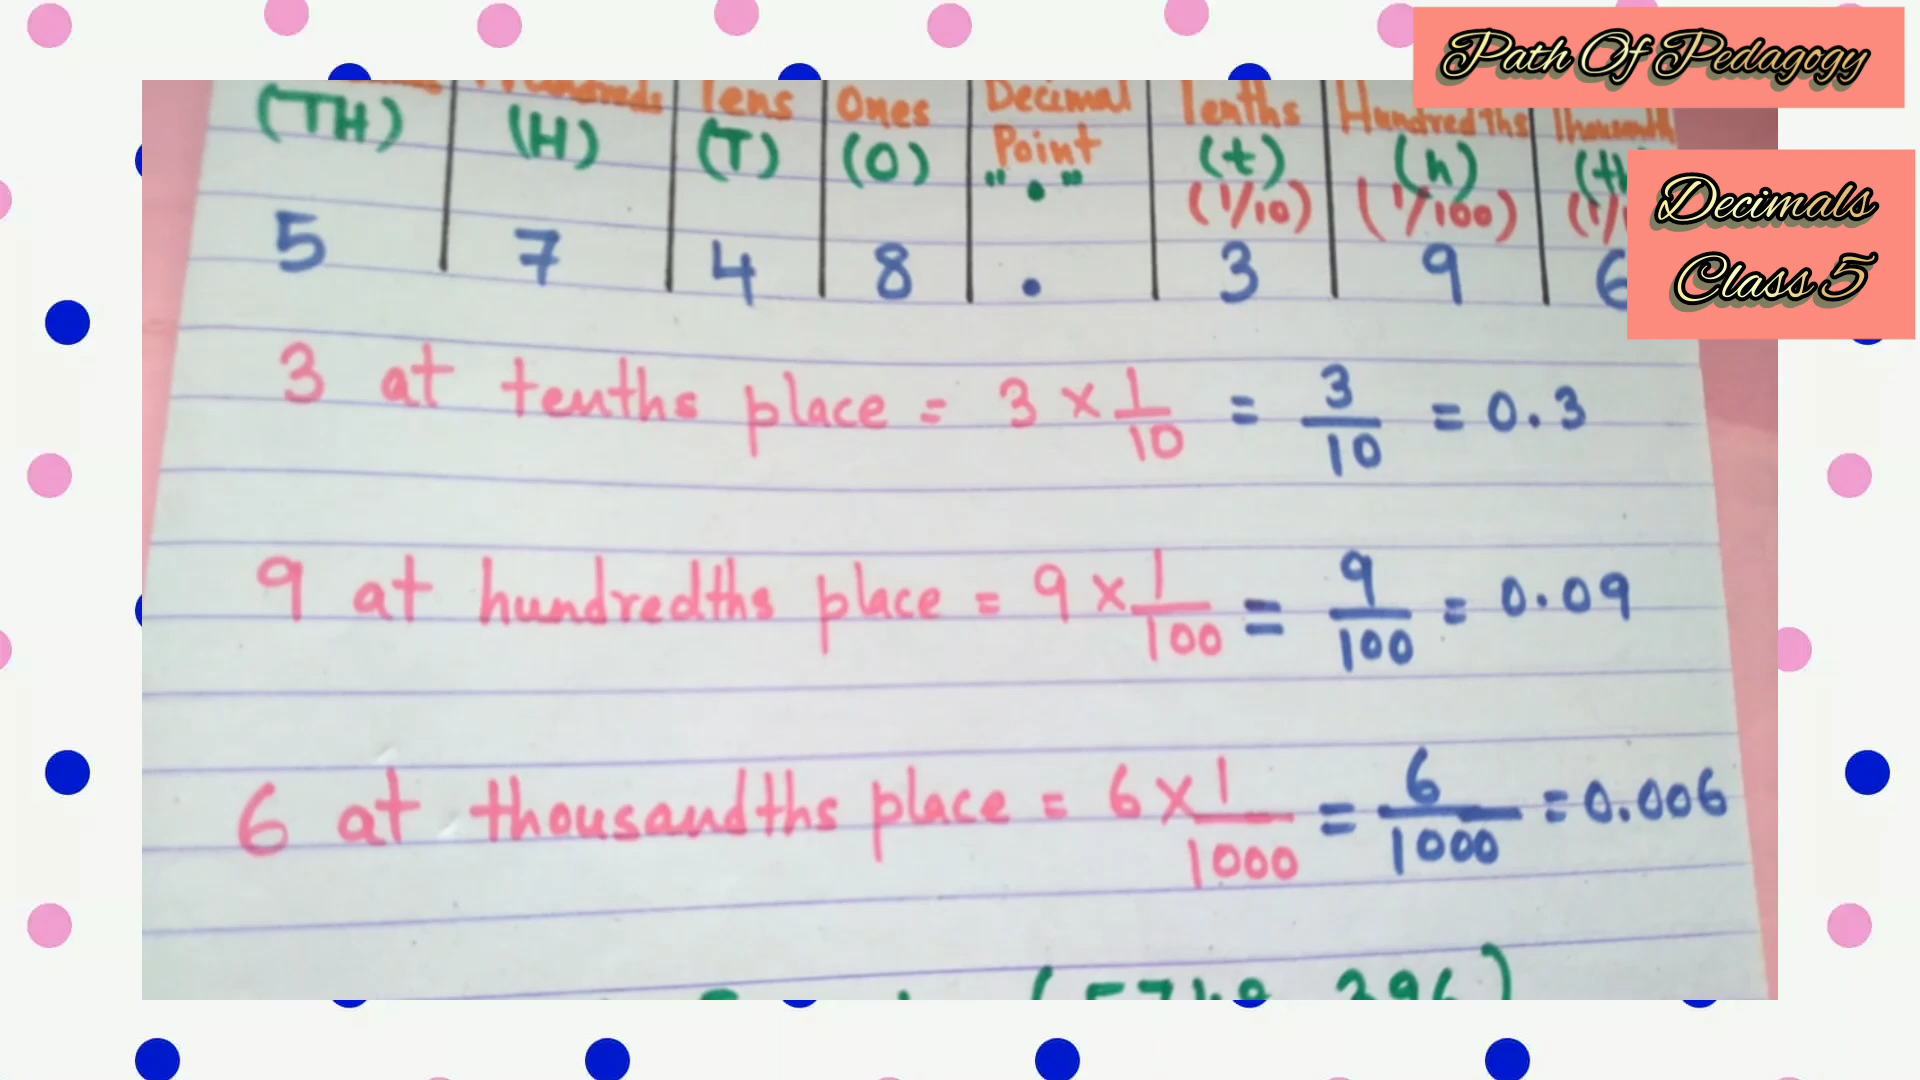 Path Of Pedagogy
Decimals
Class 5
Hundreds Tens Ones Decimal Point Tenths Hundredths
(TH) (H) (T) (O) "." (t) (h)
(1/10) (1/100)
5 7 4 8 . 3 9 6
3 at tenths place = 3 × 1/10 = 3/10 = 0.3
9 at hundredths place = 9 × 1/100 = 9/100 = 0.09
6 at thousandths place = 6 × 1/1000 = 6/1000 = 0.006
(5748.396)